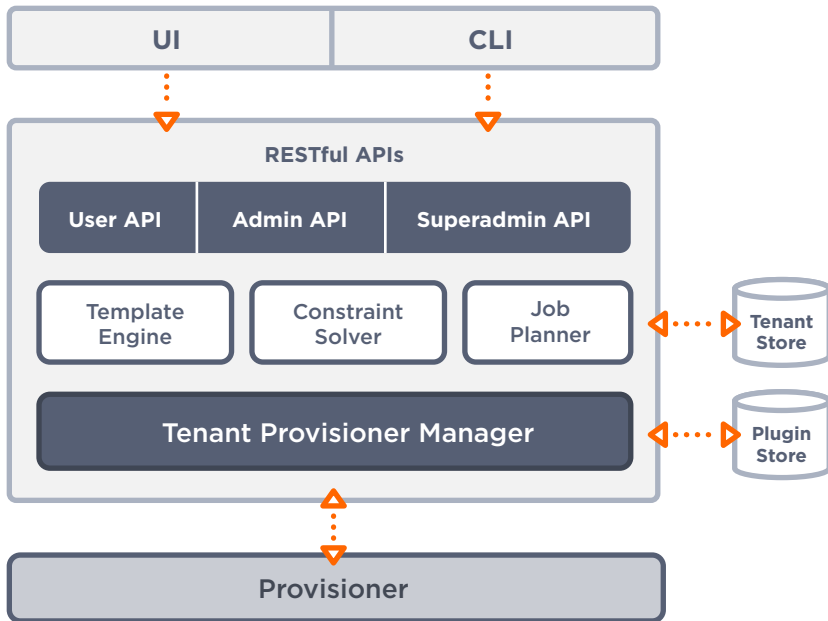 UI
CLI
RESTful APIs
User API
Admin API
Superadmin API
Template
Engine
Constraint
Solver
Job
Planner
Tenant
Store
Tenant Provisioner Manager
Plugin
Store
Provisioner